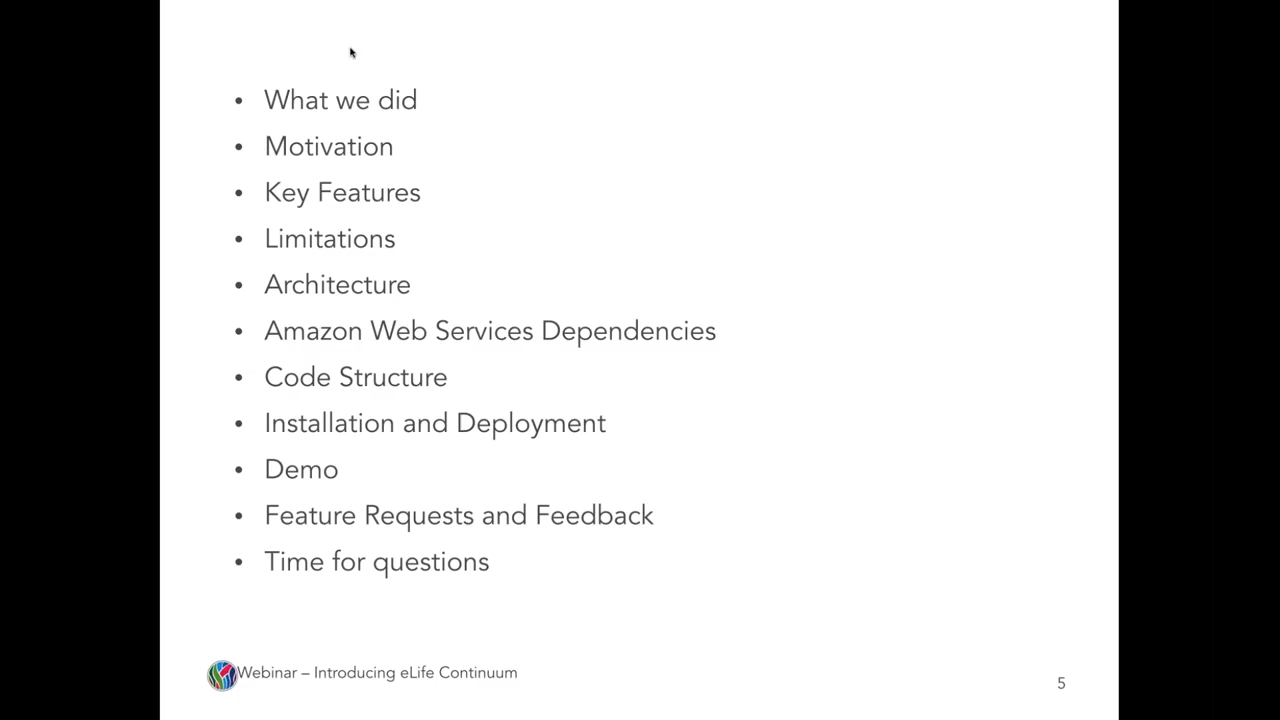 • What we did
• Motivation
• Key Features
• Limitations
• Architecture
• Amazon Web Services Dependencies
• Code Structure
• Installation and Deployment
• Demo
• Feature Requests and Feedback
• Time for questions
Webinar – Introducing eLife Continuum
5